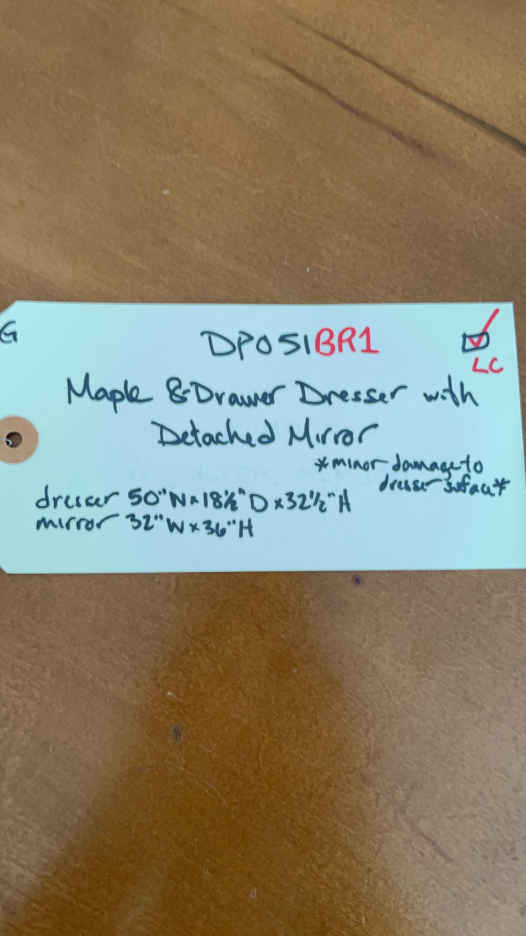 G
DP051BR1
LC
Maple 8-Drawer Dresser with
Detached Mirror
*minor damage to
dresser surface*
dresser 50"W x 18½"D x 32½"H
mirror 32"W x 36"H